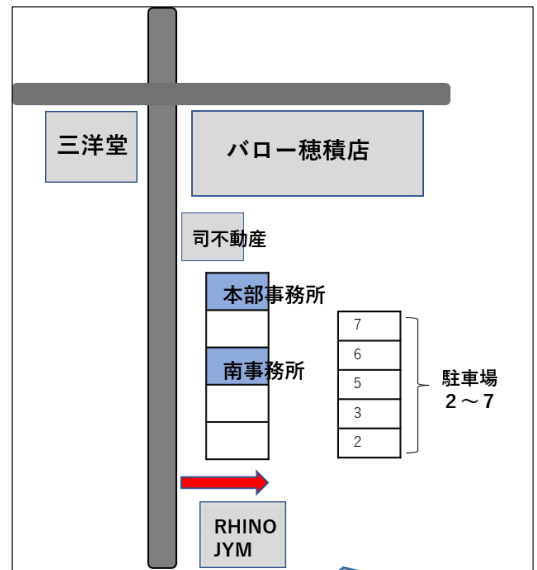 三洋堂
バロー穂積店
司不動産
本部事務所
南事務所
7
6
5
3
2
駐車場
2～7
RHINO
JYM